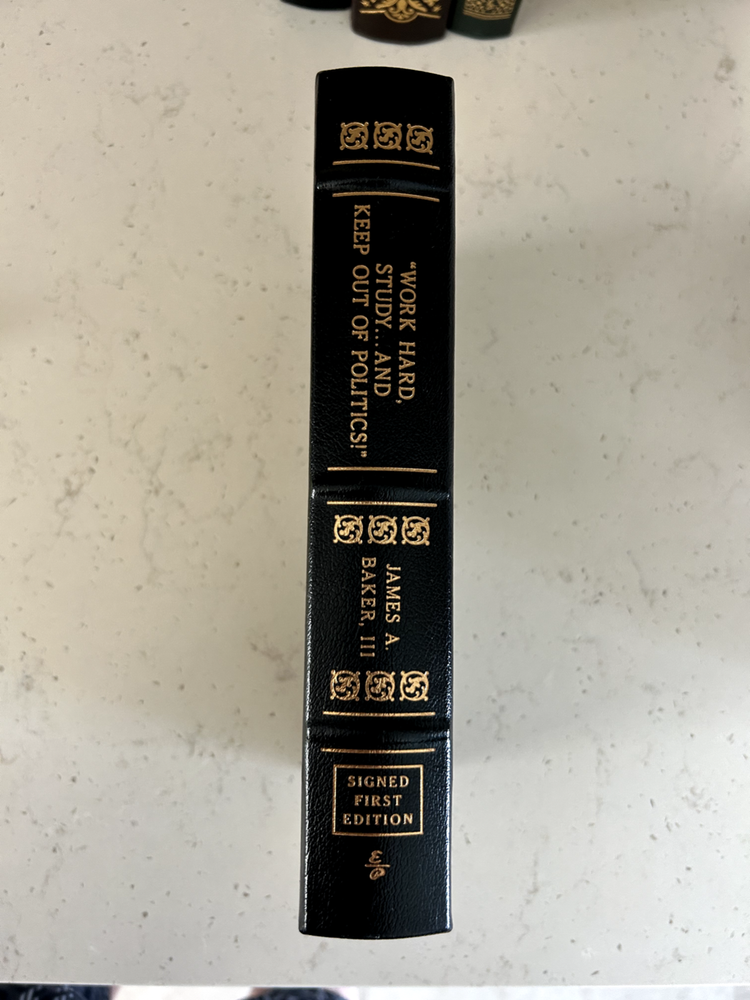 "WORK HARD,
STUDY...AND
KEEP OUT OF POLITICS!"
JAMES A.
BAKER, III
SIGNED
FIRST
EDITION